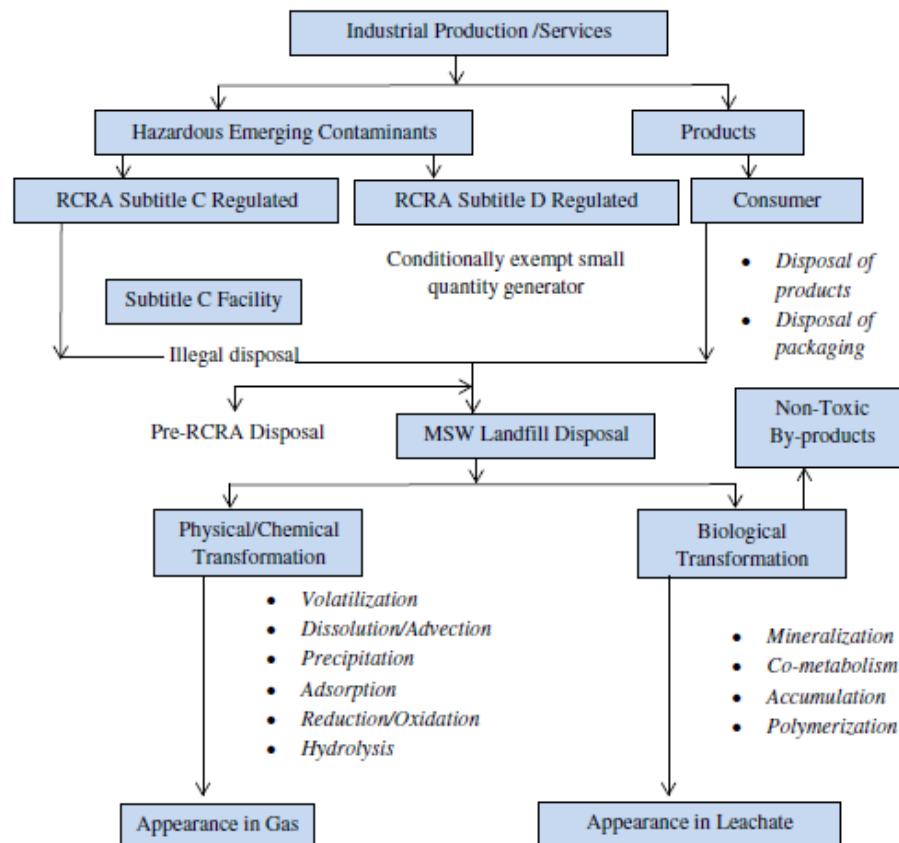 Industrial Production /Services
Hazardous Emerging Contaminants
Products
RCRA Subtitle C Regulated
RCRA Subtitle D Regulated
Consumer
Conditionally exempt small
quantity generator
• Disposal of
products
• Disposal of
packaging
Subtitle C Facility
Illegal disposal
Pre-RCRA Disposal
MSW Landfill Disposal
Non-Toxic
By-products
Physical/Chemical
Transformation
Biological
Transformation
• Volatilization
• Dissolution/Advection
• Precipitation
• Adsorption
• Reduction/Oxidation
• Hydrolysis
• Mineralization
• Co-metabolism
• Accumulation
• Polymerization
Appearance in Gas
Appearance in Leachate